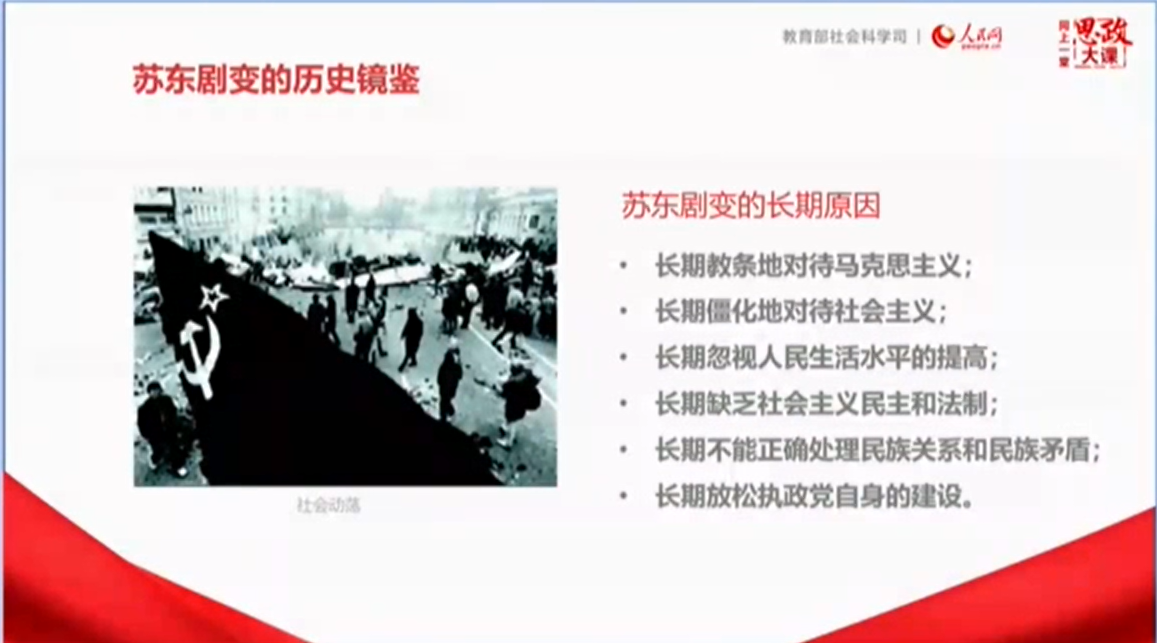 教育部社会科学司 | 人民网
people.cn
网上一堂
思政
大课
苏东剧变的历史镜鉴
苏东剧变的长期原因
• 长期教条地对待马克思主义；
• 长期僵化地对待社会主义；
• 长期忽视人民生活水平的提高；
• 长期缺乏社会主义民主和法制；
• 长期不能正确处理民族关系和民族矛盾；
• 长期放松执政党自身的建设。
社会动荡